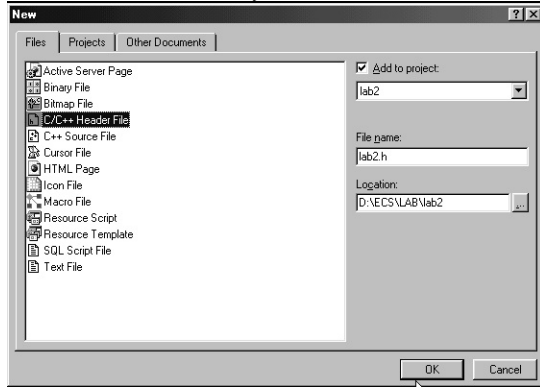 New
Files Projects Other Documents
Active Server Page
Binary File
Bitmap File
C/C++ Header File
C++ Source File
Cursor File
HTML Page
Icon File
Macro File
Resource Script
Resource Template
SQL Script File
Text File
Add to project:
lab2
File name:
lab2.h
Location:
D:\ECS\LAB\lab2
...
OK Cancel